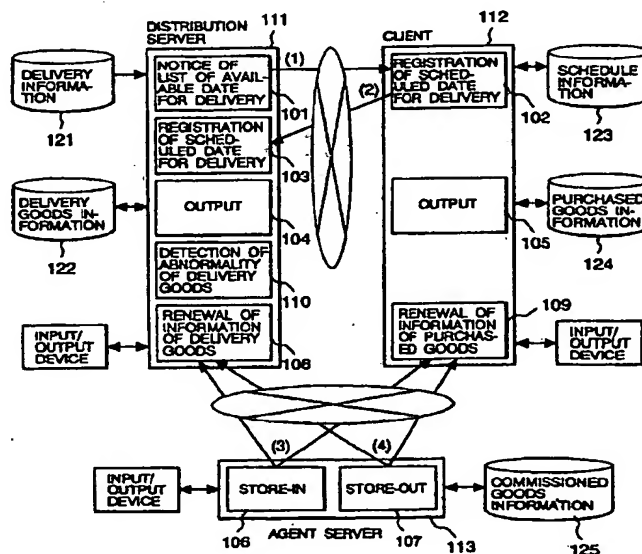 DISTRIBUTION
SERVER
111
CLIENT
112
DELIVERY
INFORMA-
TION
121
NOTICE OF
LIST OF AVAIL-
ABLE DATE
FOR DELIVERY
101
(1)
(2)
REGISTRATION
OF SCHED-
ULED DATE
FOR DELIVERY
102
SCHEDULE
INFORMA-
TION
123
REGISTRATION
OF SCHEDULED
DATE FOR
DELIVERY
103
DELIVERY
GOODS IN-
FORMATION
122
OUTPUT
104
OUTPUT
105
PURCHASED
GOODS IN-
FORMATION
124
DETECTION OF
ABNORMALITY
OF DELIVERY
GOODS
110
INPUT/
OUTPUT
DEVICE
RENEWAL OF
INFORMATION
OF DELIVERY
GOODS
108
109
RENEWAL OF
INFORMATION
OF PURCHAS-
ED GOODS
INPUT/
OUTPUT
DEVICE
(3)
(4)
INPUT/
OUTPUT
DEVICE
STORE-IN
106
STORE-OUT
107
AGENT SERVER
113
COMMISSIONED
GOODS
INFORMATION
125